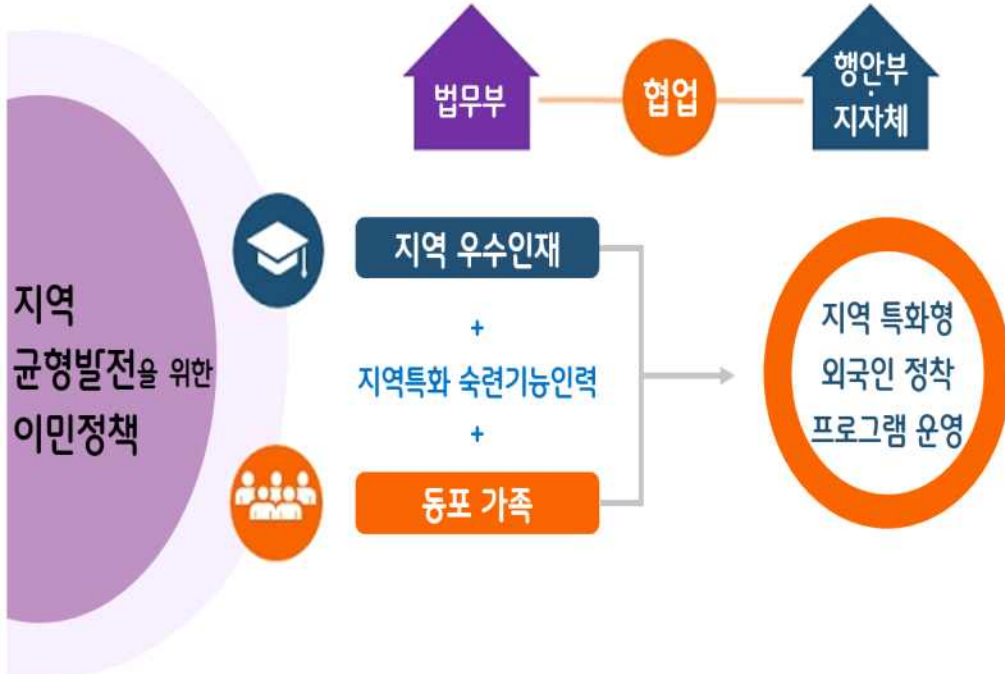 법무부
협업
행안부
·
지자체
지역
균형발전을 위한
이민정책
지역 우수인재
+
지역특화 숙련기능인력
+
동포 가족
지역 특화형
외국인 정착
프로그램 운영